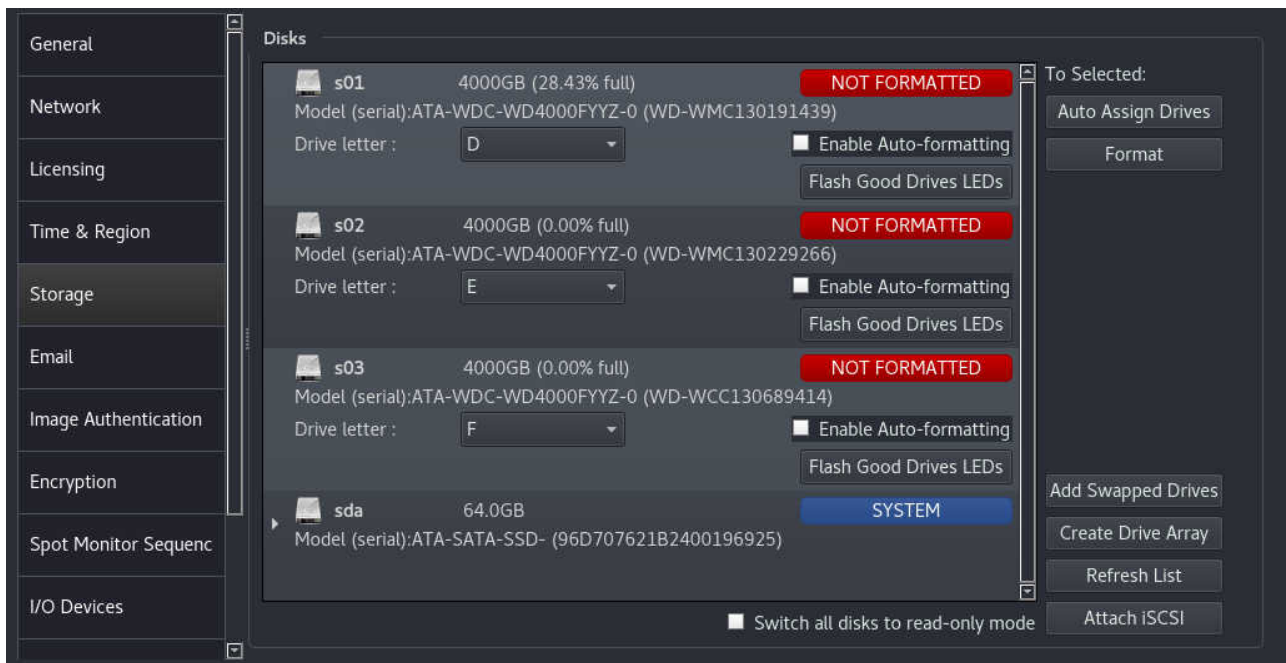 General
Network
Licensing
Time & Region
Storage
Email
Image Authentication
Encryption
Spot Monitor Sequenc
I/O Devices
Disks
s01 4000GB (28.43% full) NOT FORMATTED
Model (serial):ATA-WDC-WD4000FYYZ-0 (WD-WMC130191439)
Drive letter : D Enable Auto-formatting
Flash Good Drives LEDs
s02 4000GB (0.00% full) NOT FORMATTED
Model (serial):ATA-WDC-WD4000FYYZ-0 (WD-WMC130229266)
Drive letter : E Enable Auto-formatting
Flash Good Drives LEDs
s03 4000GB (0.00% full) NOT FORMATTED
Model (serial):ATA-WDC-WD4000FYYZ-0 (WD-WCC130689414)
Drive letter : F Enable Auto-formatting
Flash Good Drives LEDs
sda 64.0GB SYSTEM
Model (serial):ATA-SATA-SSD- (96D707621B2400196925)
Switch all disks to read-only mode
To Selected:
Auto Assign Drives
Format
Add Swapped Drives
Create Drive Array
Refresh List
Attach iSCSI